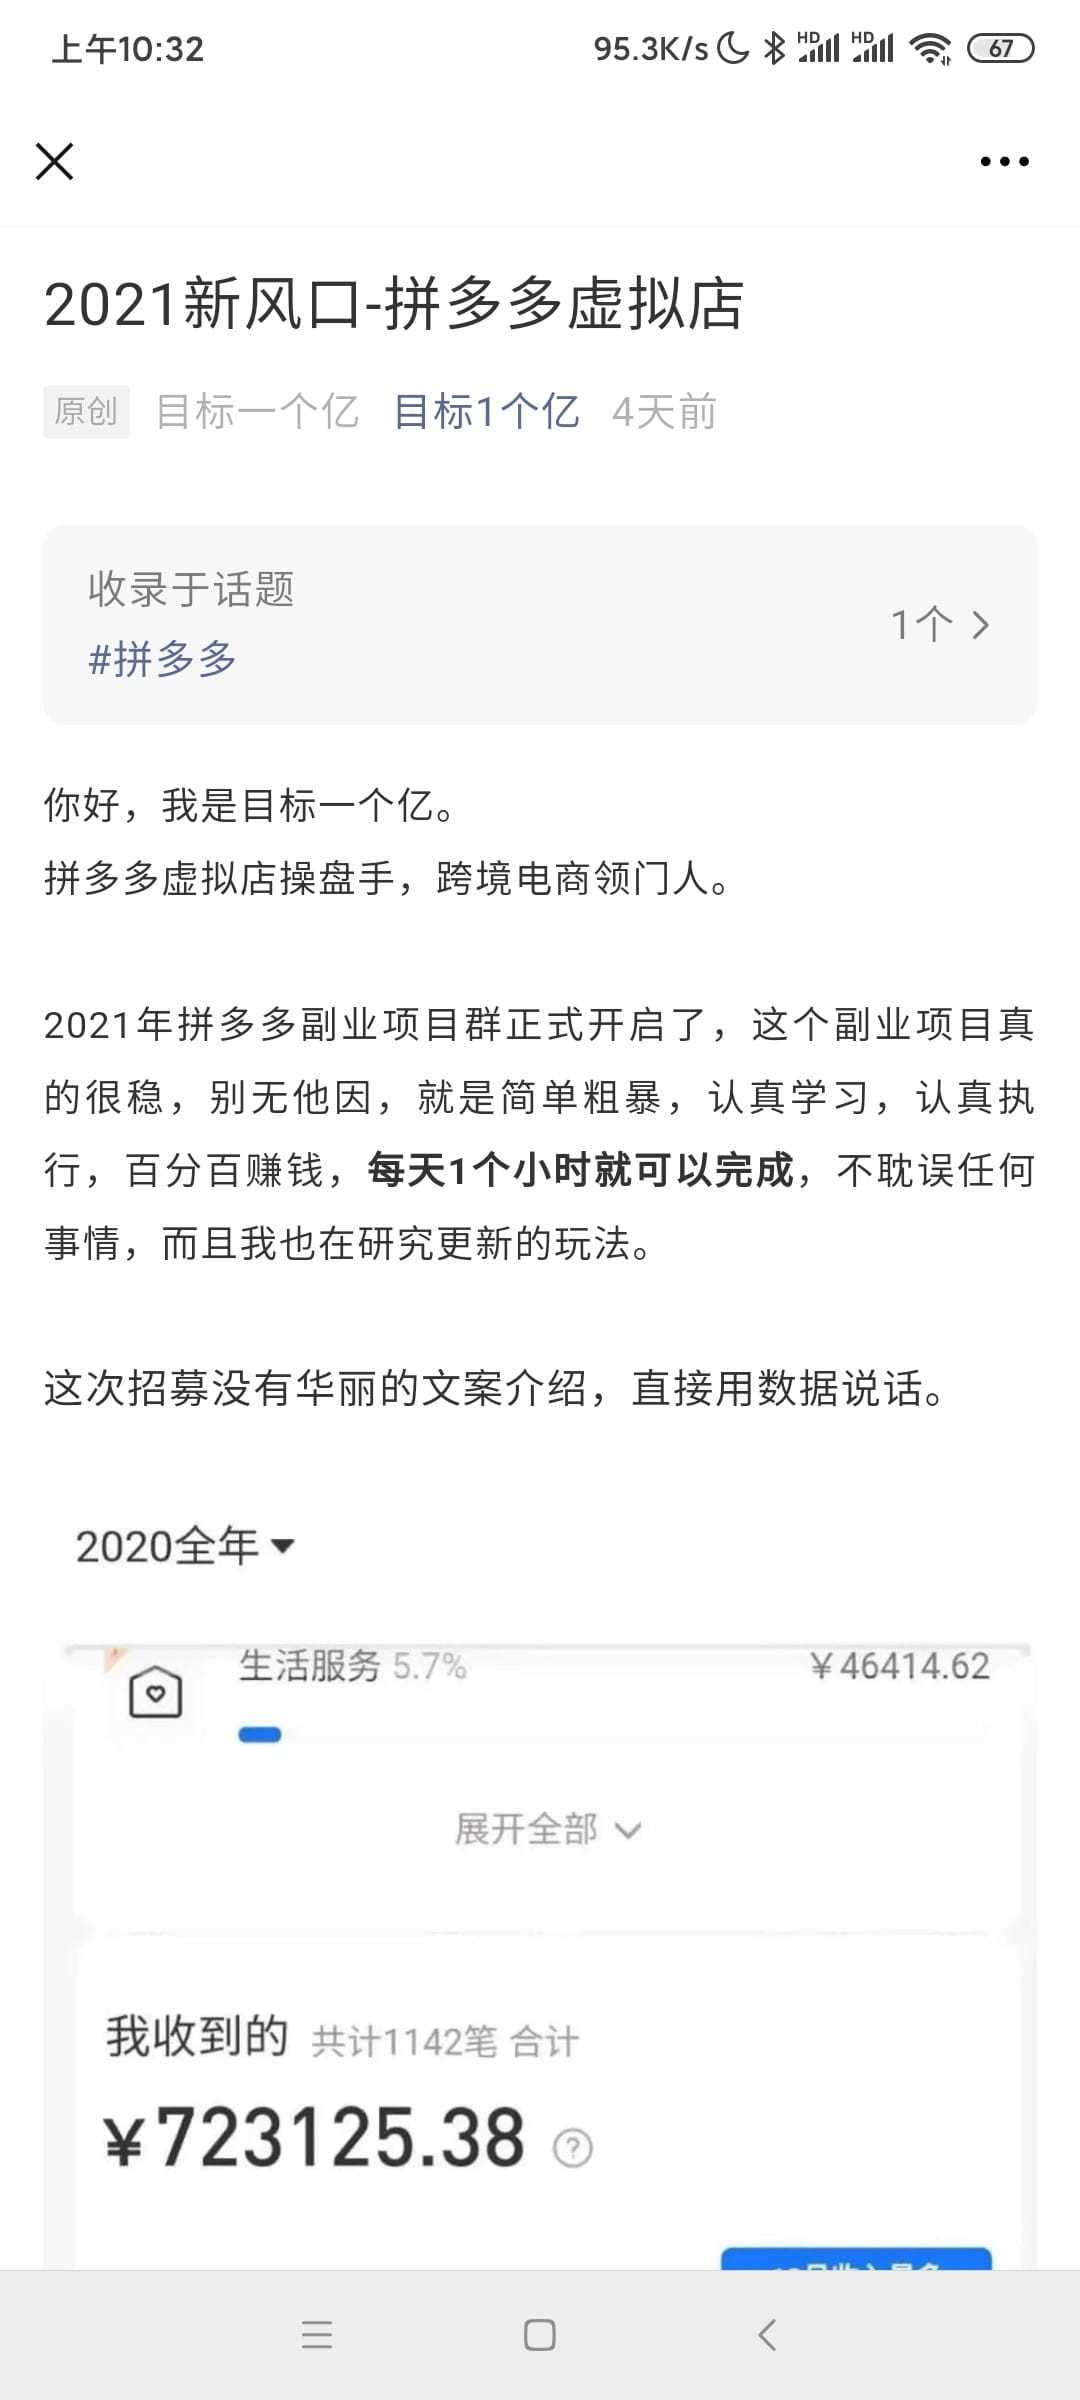 上午10:32
95.3K/s
HD
HD
67
2021新风口-拼多多虚拟店
原创 目标一个亿 目标1个亿 4天前
收录于话题
1个
#拼多多
你好，我是目标一个亿。
拼多多虚拟店操盘手，跨境电商领门人。
2021年拼多多副业项目群正式开启了，这个副业项目真
的很稳，别无他因，就是简单粗暴，认真学习，认真执
行，百分百赚钱，每天1个小时就可以完成，不耽误任何
事情，而且我也在研究更新的玩法。
这次招募没有华丽的文案介绍，直接用数据说话。
2020全年
生活服务 5.7% ￥46414.62
展开全部
我收到的 共计1142笔 合计
￥723125.38